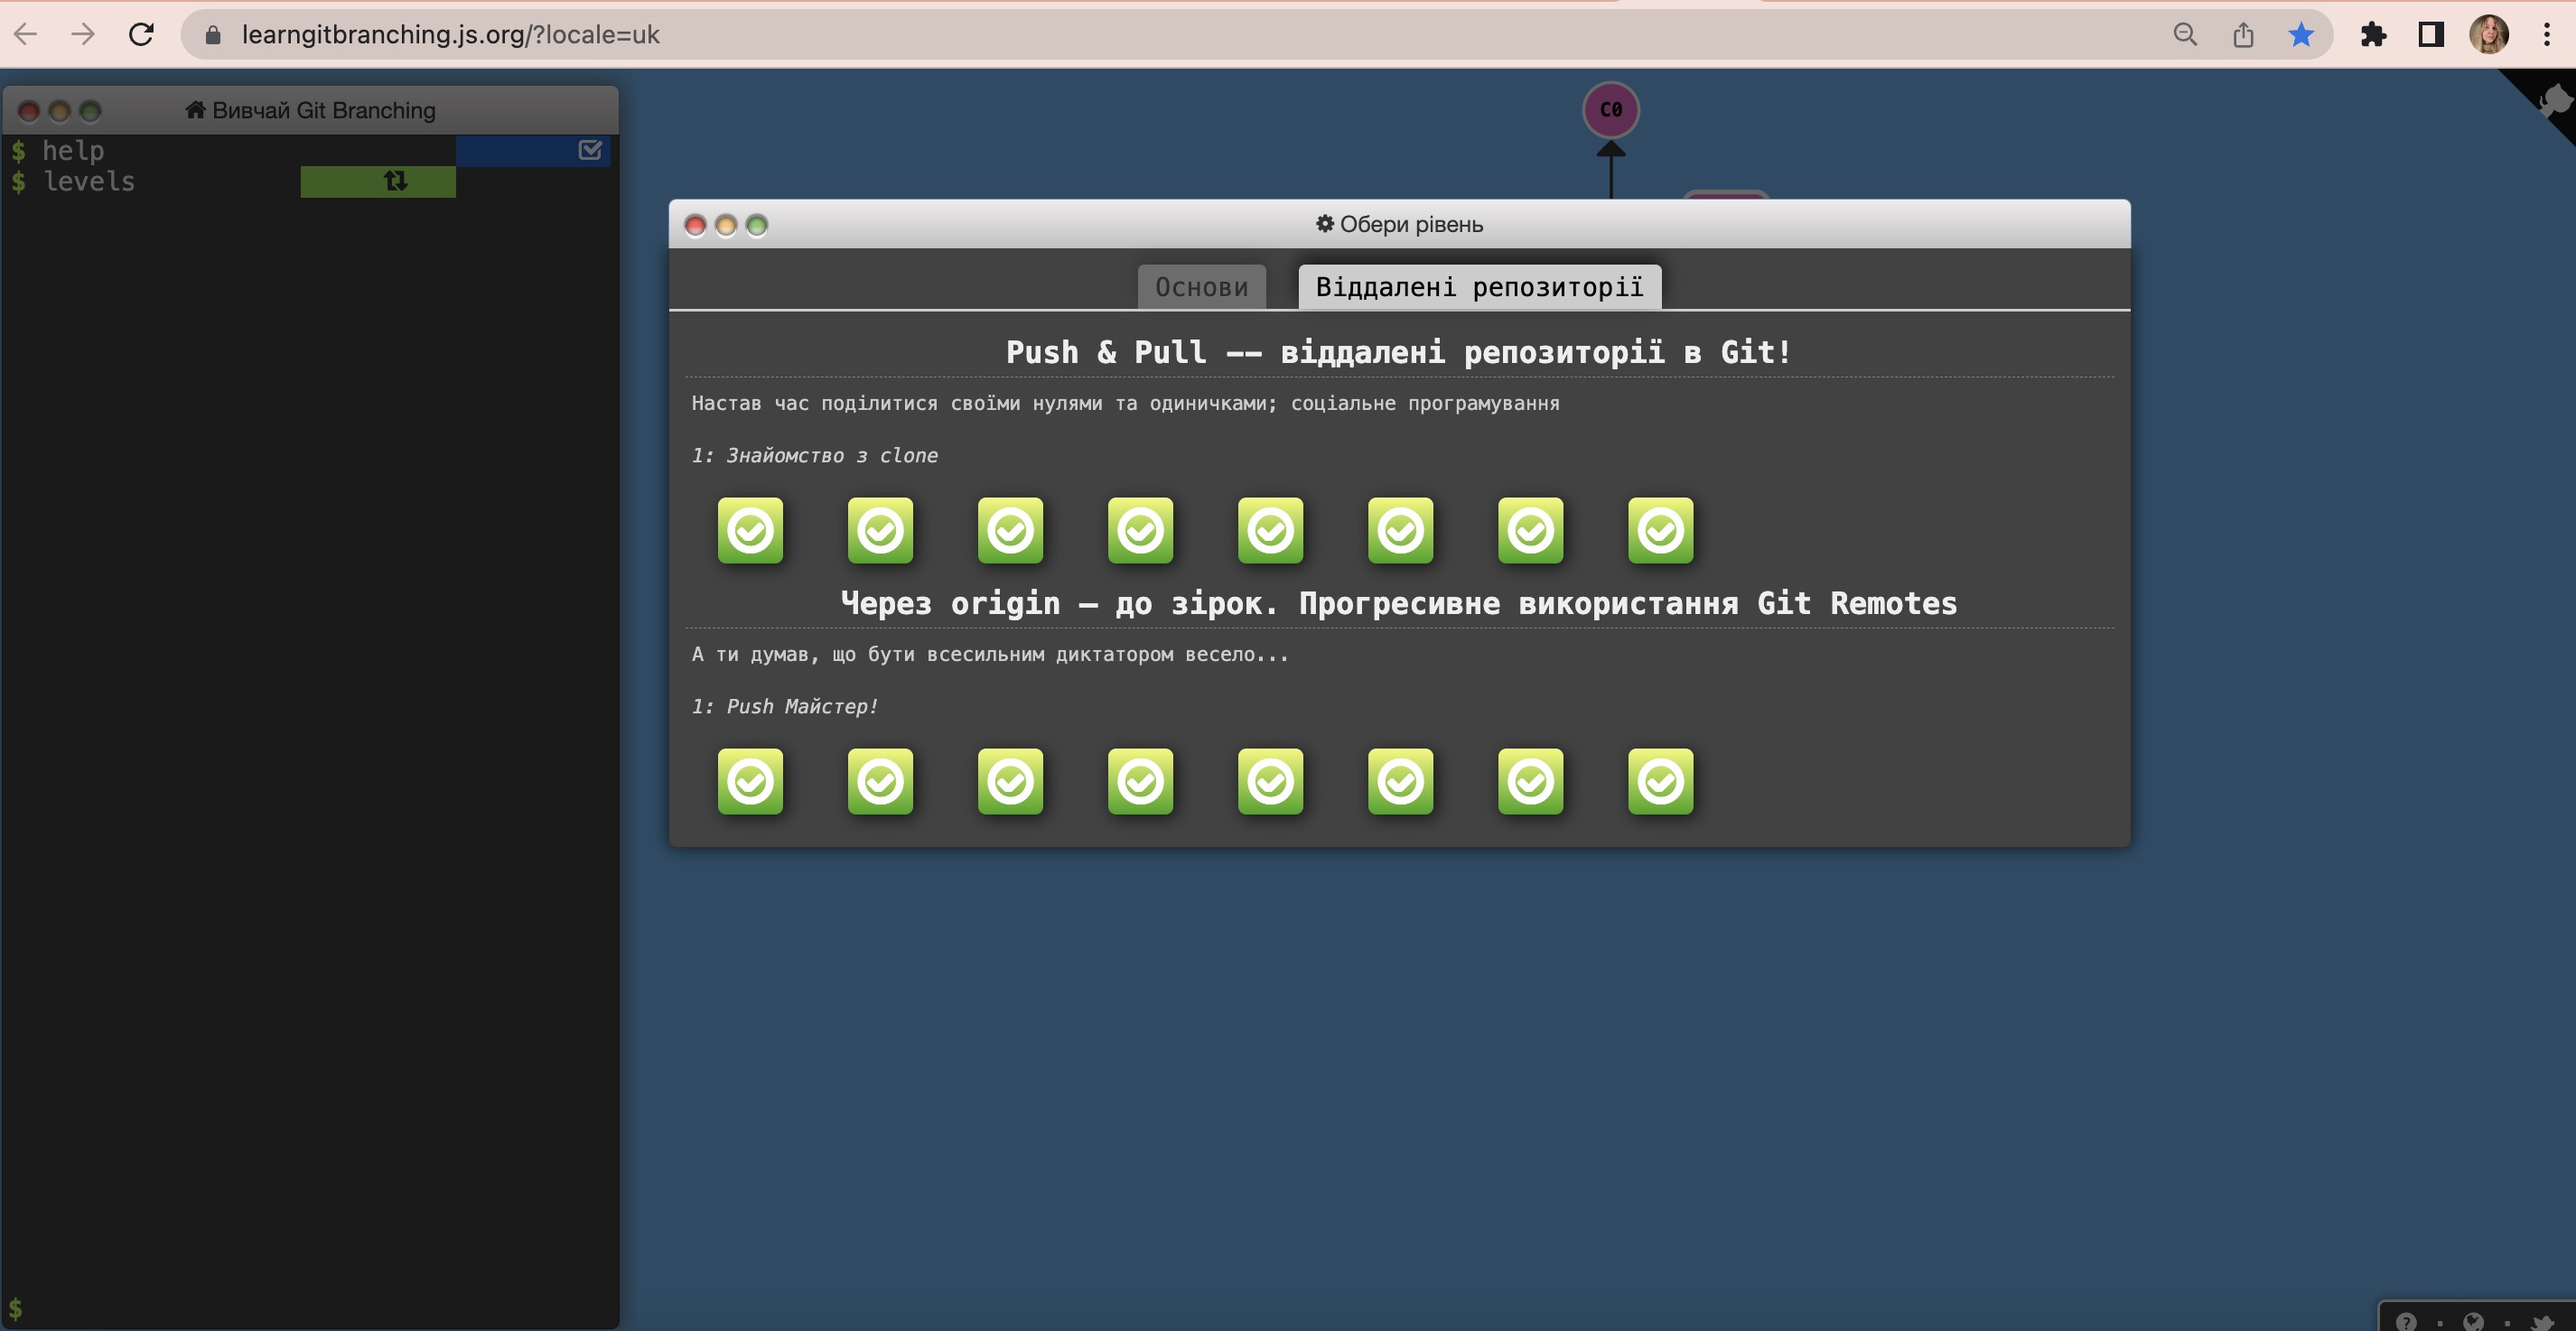 learngitbranching.js.org/?locale=uk
Вивчай Git Branching
$ help
$ levels
C0
Обери рівень
Основи
Віддалені репозиторії
Push & Pull -- віддалені репозиторії в Git!
Настав час поділитися своїми нулями та одиничками; соціальне програмування
1: Знайомство з clone
Через origin – до зірок. Прогресивне використання Git Remotes
А ти думав, що бути всесильним диктатором весело...
1: Push Майстер!
$